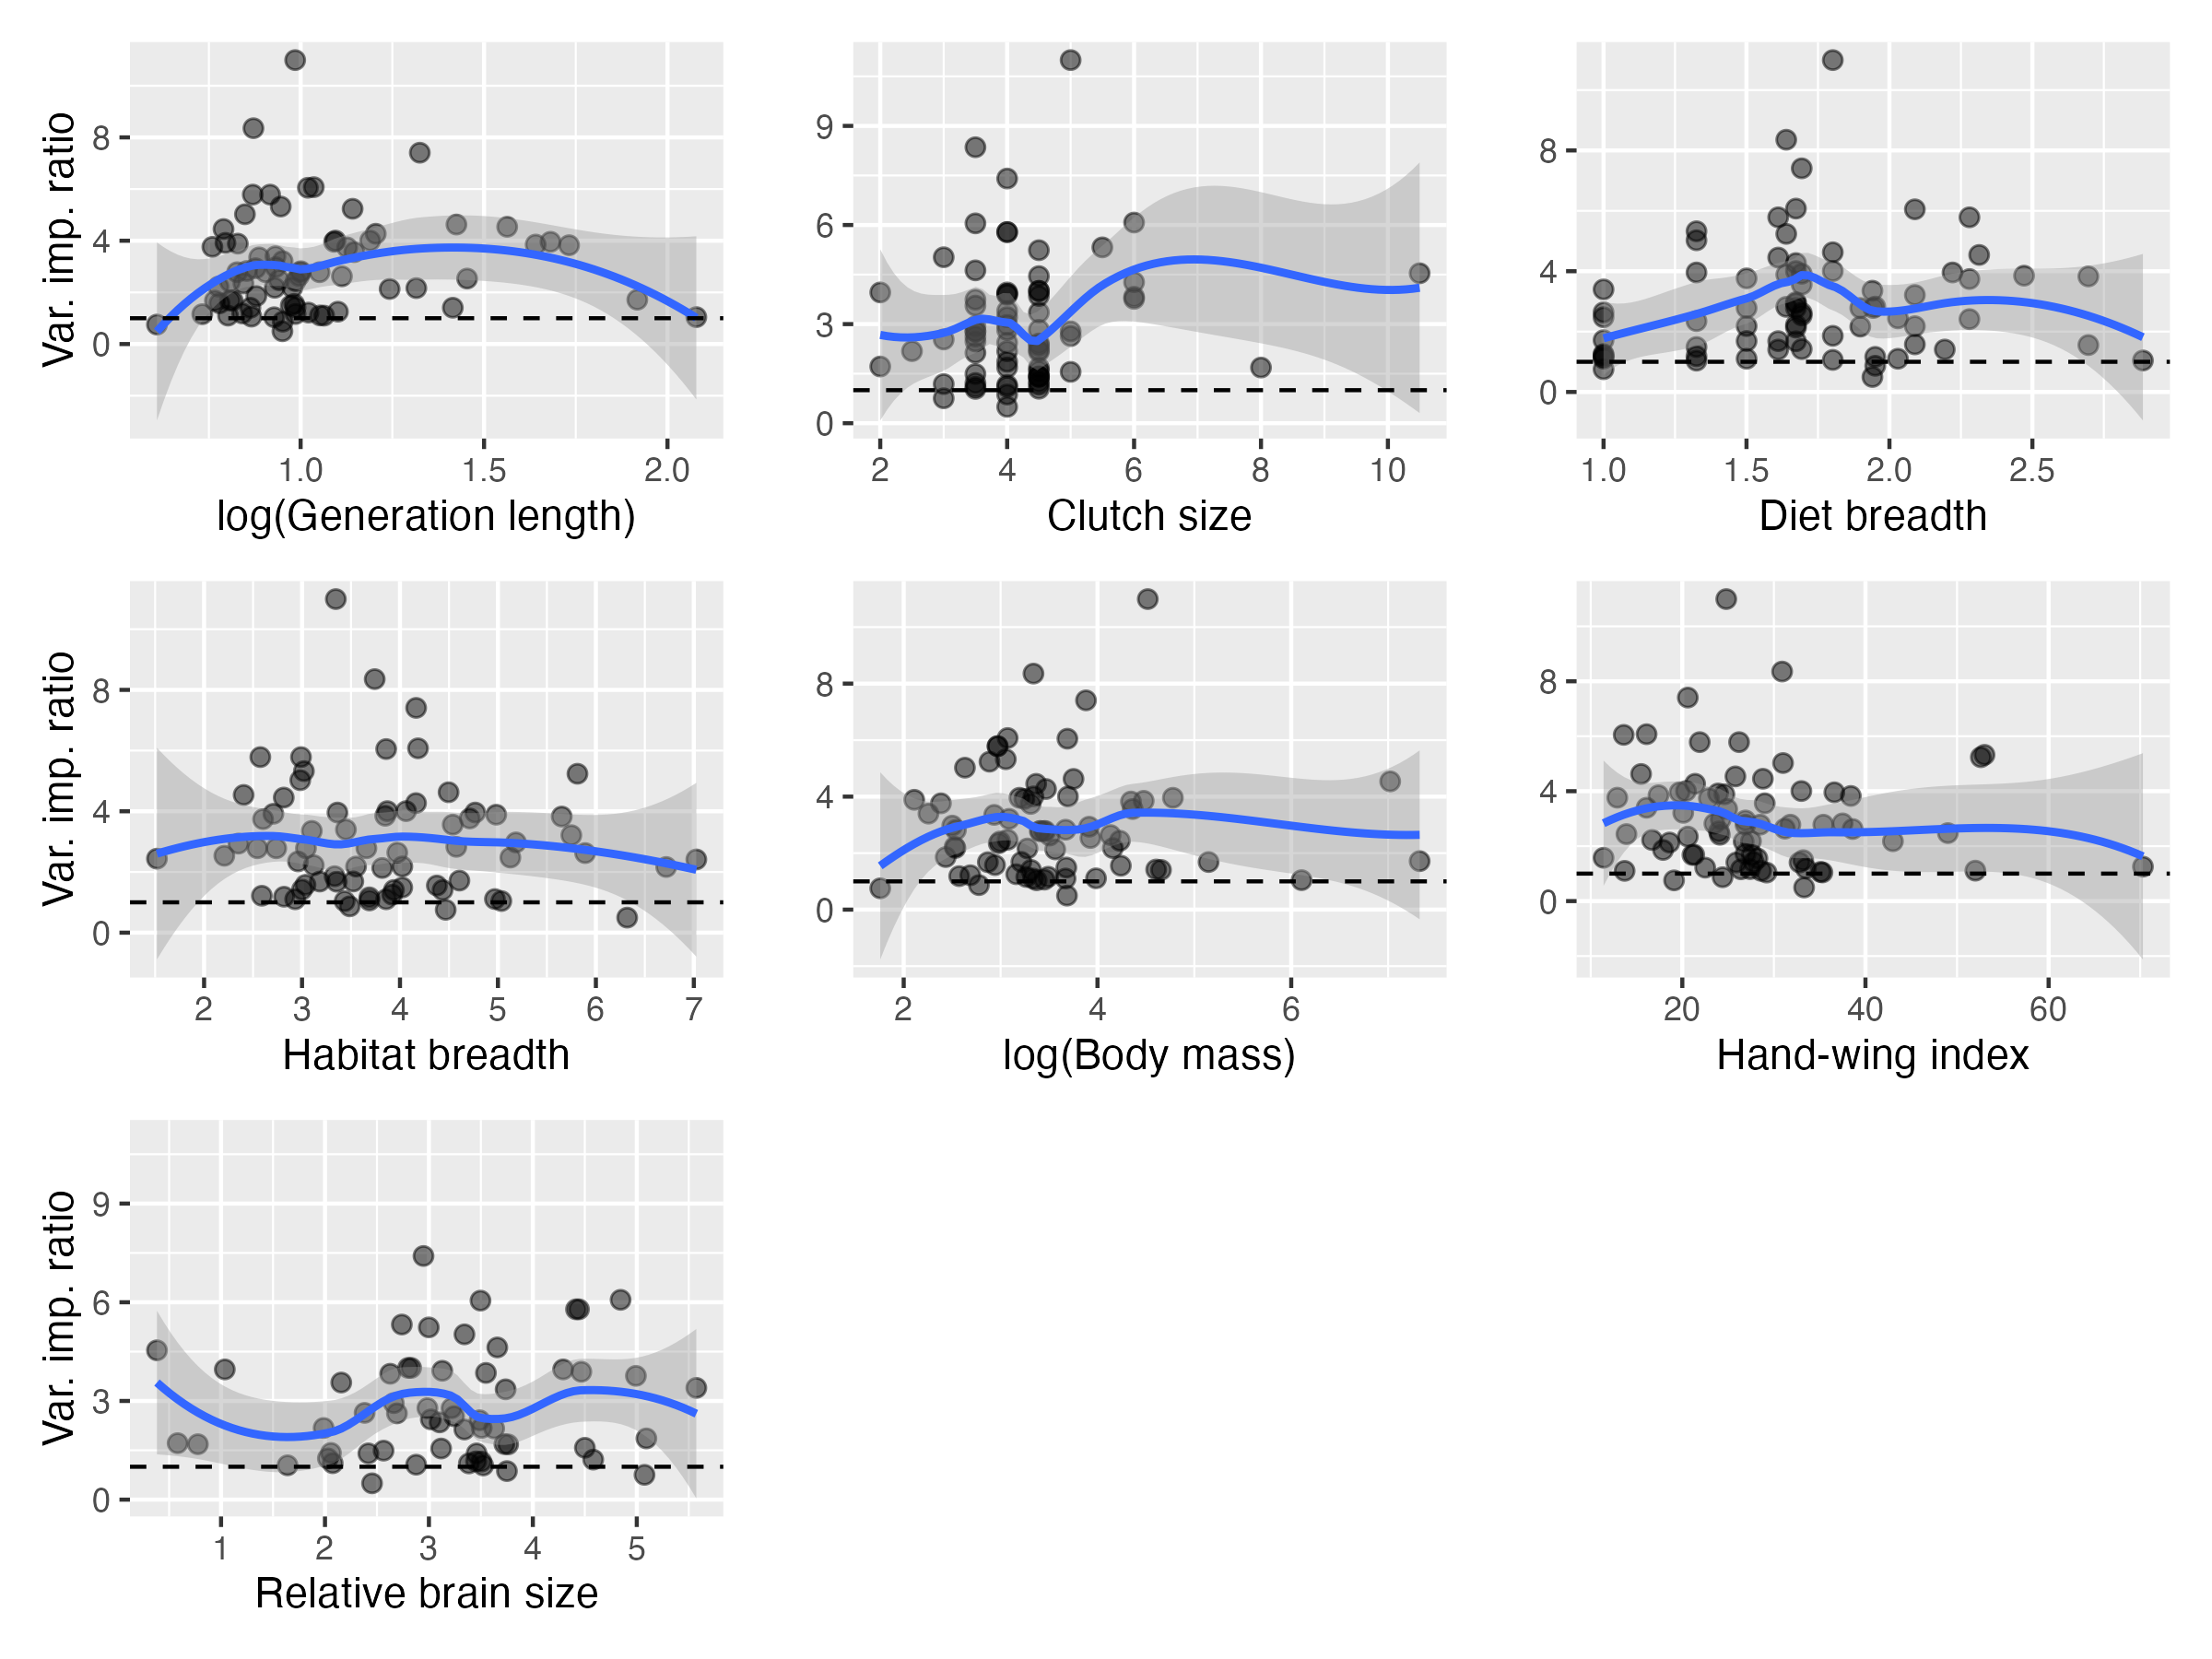 Var. imp. ratio
8
4
0
1.0 1.5 2.0
log(Generation length)
9
6
3
0
2 4 6 8 10
Clutch size
8
4
0
1.0 1.5 2.0 2.5
Diet breadth
Var. imp. ratio
8
4
0
2 3 4 5 6 7
Habitat breadth
8
4
0
2 4 6
log(Body mass)
8
4
0
20 40 60
Hand-wing index
Var. imp. ratio
9
6
3
0
1 2 3 4 5
Relative brain size